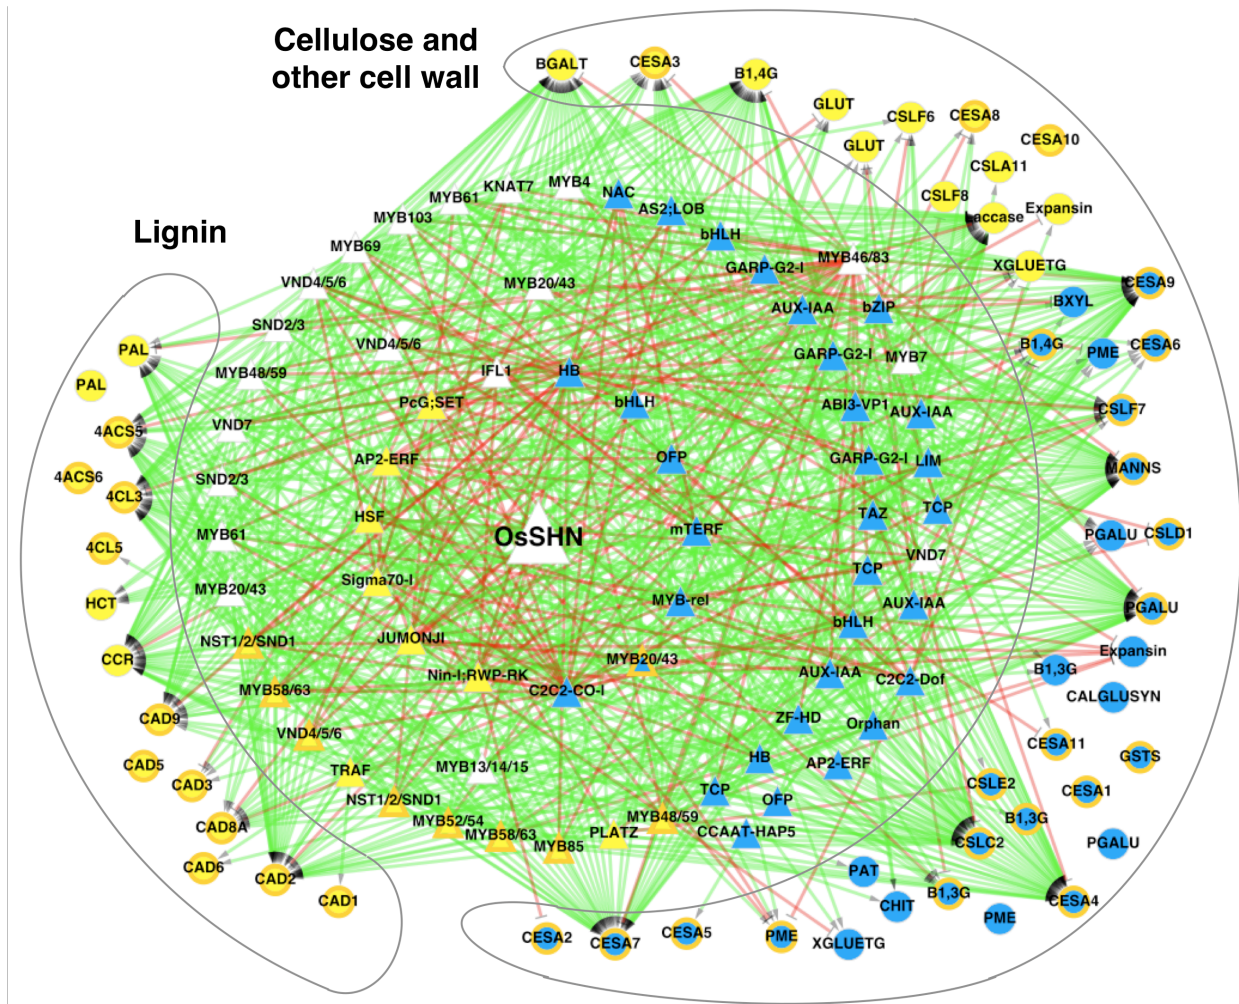 Cellulose and
other cell wall
BGALT
CESA3
B1,4G
GLUT
CSLF6
CESA8
GLUT
CESA10
CSLA11
CSLF8
accase
Expansin
XGLUETG
CESA9
BXYL
B1,4G
PME
CESA6
CSLF7
MANNS
PGALU
CSLD1
PGALU
Expansin
B1,3G
CALGLUSYN
CESA11
GSTS
CSLE2
CESA1
B1,3G
CSLC2
PGALU
PAT
CHIT
B1,3G
PME
CESA4
CESA2
CESA7
CESA5
PME
XGLUETG
Lignin
PAL
PAL
4ACS5
4ACS6
4CL3
4CL5
HCT
CCR
CAD9
CAD5
CAD3
CAD8A
CAD6
CAD2
CAD1
MYB4
KNAT7
MYB61
MYB103
MYB69
VND4/5/6
SND2/3
MYB48/59
VND7
SND2/3
MYB61
MYB20/43
NST1/2/SND1
MYB58/63
VND4/5/6
TRAF
NST1/2/SND1
MYB52/54
MYB58/63
MYB85
PLATZ
MYB48/59
CCAAT-HAP5
MYB13/14/15
NAC
AS2;LOB
bHLH
GARP-G2-I
MYB46/83
MYB20/43
AUX-IAA
bZIP
VND4/5/6
IFL1
HB
GARP-G2-I
MYB7
PcG;SET
bHLH
ABI3-VP1
AUX-IAA
AP2-ERF
OFP
GARP-G2-I
LIM
HSF
OsSHN
mTERF
TAZ
TCP
VND7
Sigma70-I
TCP
MYB-rel
AUX-IAA
JUMONJI
bHLH
Nin-I;RWP-RK
MYB20/43
C2C2-CO-I
AUX-IAA
C2C2-Dof
ZF-HD
Orphan
HB
AP2-ERF
TCP
OFP